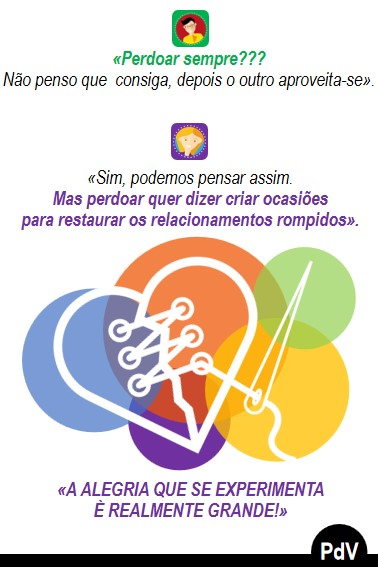 «Perdoar sempre???
Não penso que consiga, depois o outro aproveita-se».
«Sim, podemos pensar assim.
Mas perdoar quer dizer criar ocasiões
para restaurar os relacionamentos rompidos».
«A ALEGRIA QUE SE EXPERIMENTA
È REALMENTE GRANDE!»
PdV